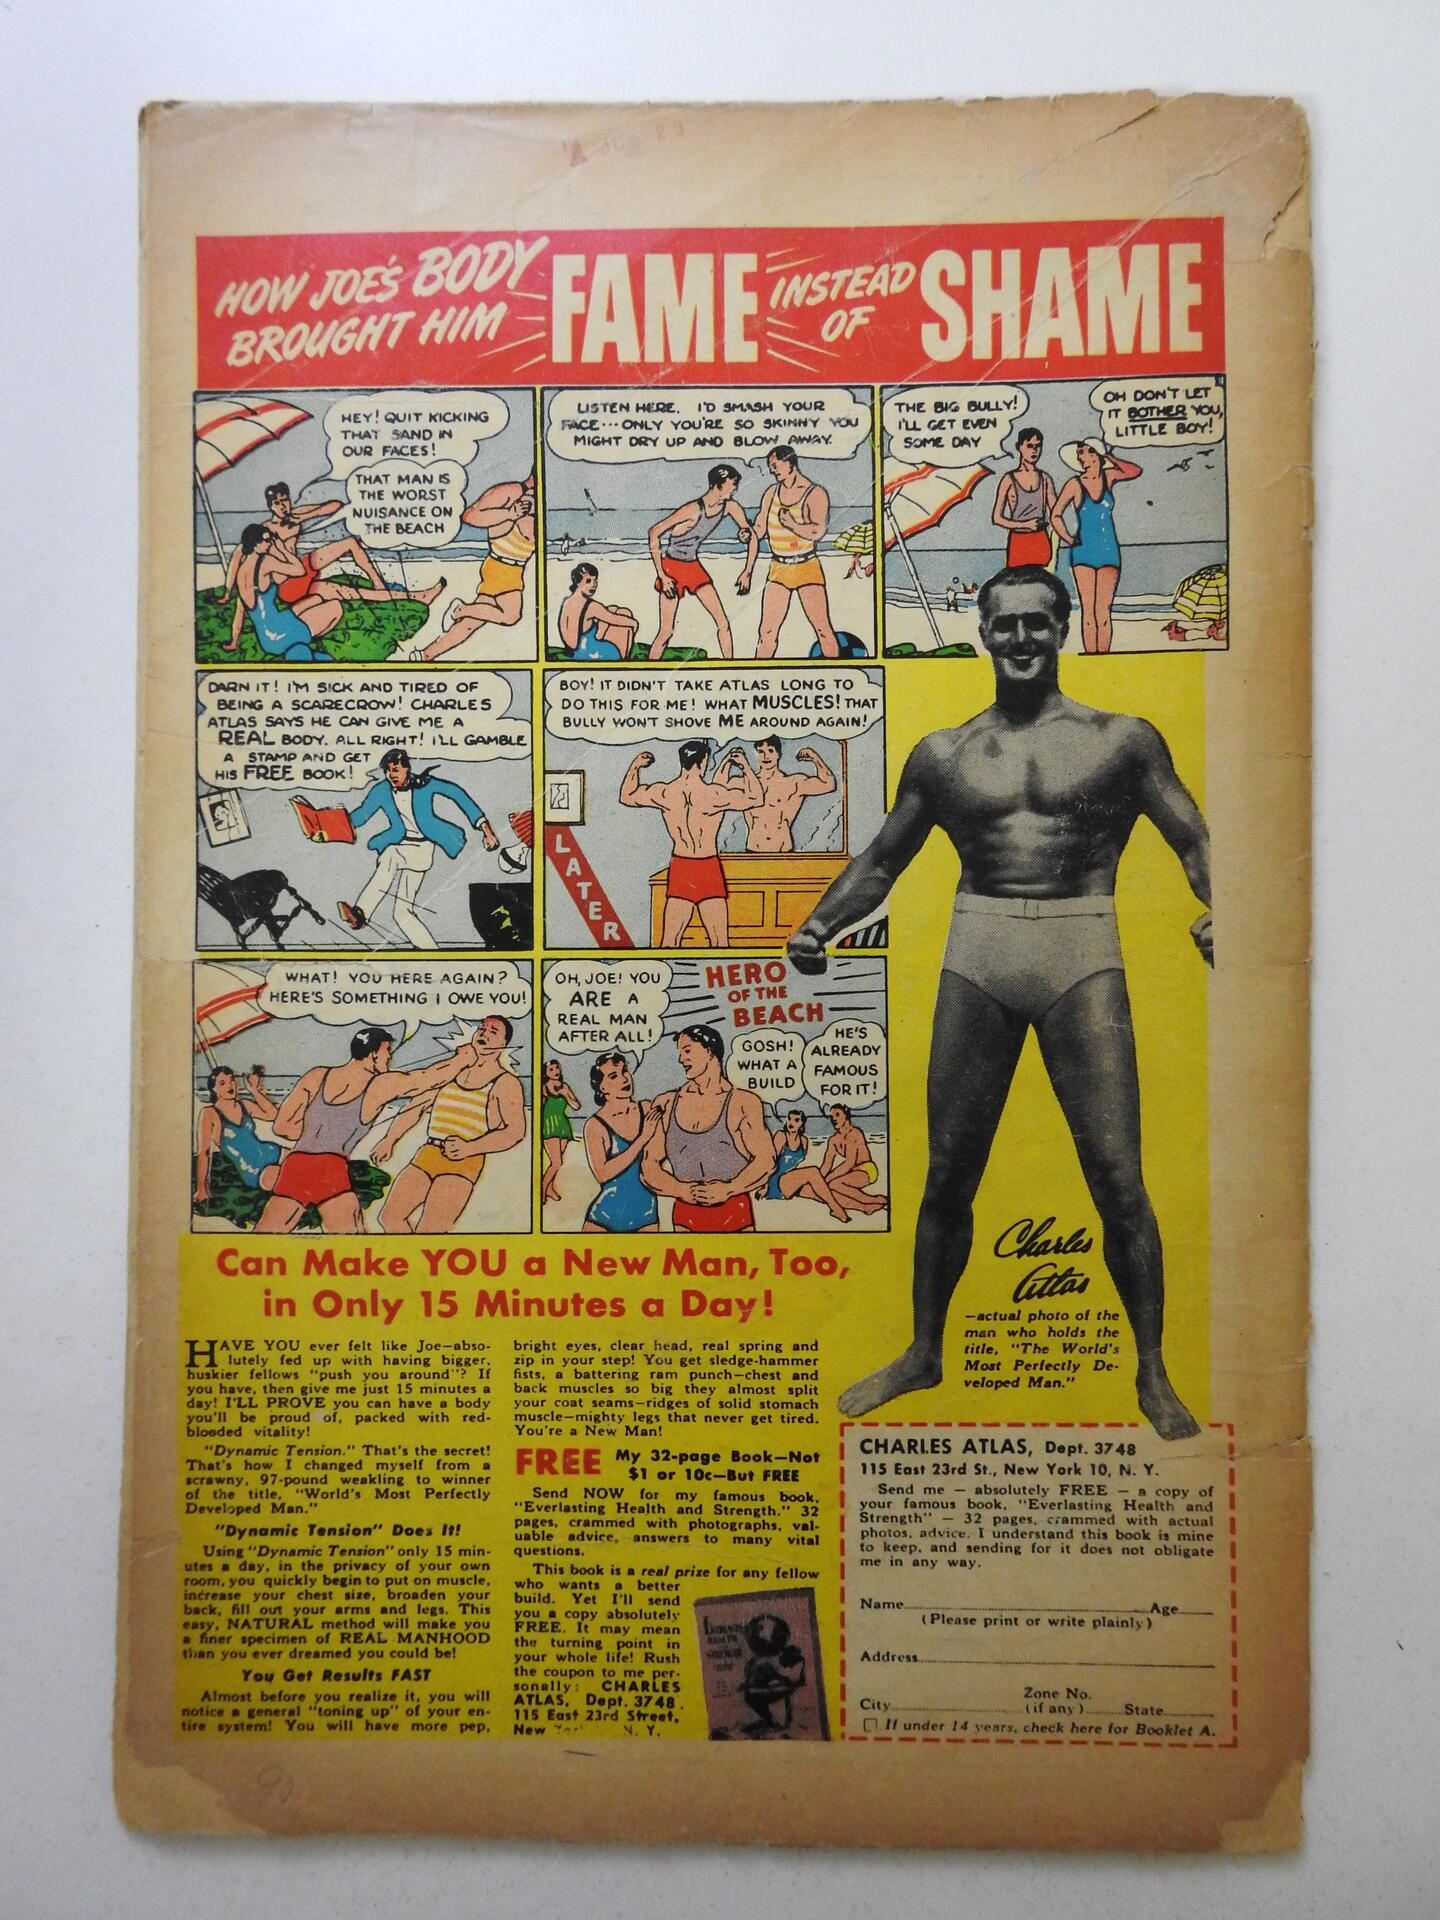 HOW JOE'S BODY
BROUGHT HIM
FAME
INSTEAD
OF
SHAME
HEY! QUIT KICKING
THAT SAND IN
OUR FACES!
THAT MAN IS
THE WORST
NUISANCE ON
THE BEACH
LISTEN HERE. I'D SMASH YOUR
FACE---ONLY YOU'RE SO SKINNY YOU
MIGHT DRY UP AND BLOW AWAY.
THE BIG BULLY!
I'LL GET EVEN
SOME DAY
OH DON'T LET
IT BOTHER YOU,
LITTLE BOY!
DARN IT! I'M SICK AND TIRED OF
BEING A SCARECROW! CHARLES
ATLAS SAYS HE CAN GIVE ME A
REAL BODY. ALL RIGHT! I'LL GAMBLE
A STAMP AND GET
HIS FREE BOOK!
BOY! IT DIDN'T TAKE ATLAS LONG TO
DO THIS FOR ME! WHAT MUSCLES! THAT
BULLY WON'T SHOVE ME AROUND AGAIN!
LATER
WHAT! YOU HERE AGAIN?
HERE'S SOMETHING I OWE YOU!
OH, JOE! YOU
ARE A
REAL MAN
AFTER ALL!
HERO
OF THE
BEACH
GOSH!
WHAT A
BUILD
HE'S
ALREADY
FAMOUS
FOR IT!
Charles
Atlas
—actual photo of the
man who holds the
title, "The World's
Most Perfectly De-
veloped Man."
Can Make YOU a New Man, Too,
in Only 15 Minutes a Day!
HAVE YOU ever felt like Joe—abso-
lutely fed up with having bigger,
huskier fellows "push you around"? If
you have, then give me just 15 minutes a
day! I'LL PROVE you can have a body
you'll be proud of, packed with red-
blooded vitality!
"Dynamic Tension." That's the secret!
That's how I changed myself from a
scrawny, 97-pound weakling to winner
of the title, "World's Most Perfectly
Developed Man."
"Dynamic Tension" Does It!
Using "Dynamic Tension" only 15 min-
utes a day, in the privacy of your own
room, you quickly begin to put on muscle,
increase your chest size, broaden your
back, fill out your arms and legs. This
easy, NATURAL method will make you
a finer specimen of REAL MANHOOD
than you ever dreamed you could be!
You Get Results FAST
Almost before you realize it, you will
notice a general "toning up" of your en-
tire system! You will have more pep,
bright eyes, clear head, real spring and
zip in your step! You get sledge-hammer
fists, a battering ram punch—chest and
back muscles so big they almost split
your coat seams—ridges of solid stomach
muscle—mighty legs that never get tired.
You're a New Man!
FREE My 32-page Book—Not
$1 or 10c—But FREE
Send NOW for my famous book,
"Everlasting Health and Strength." 32
pages, crammed with photographs, val-
uable advice, answers to many vital
questions.
This book is a real prize for any fellow
who wants a better
build. Yet I'll send
you a copy absolutely
FREE. It may mean
the turning point in
your whole life! Rush
the coupon to me per-
sonally: CHARLES
ATLAS, Dept. 3748
115 East 23rd Street,
New York N. Y.
CHARLES ATLAS, Dept. 3748
115 East 23rd St., New York 10, N. Y.
Send me — absolutely FREE — a copy of
your famous book, "Everlasting Health and
Strength" — 32 pages, crammed with actual
photos, advice. I understand this book is mine
to keep, and sending for it does not obligate
me in any way.
Name Age
(Please print or write plainly)
Address
Zone No.
City (if any) State
If under 14 years, check here for Booklet A.
93